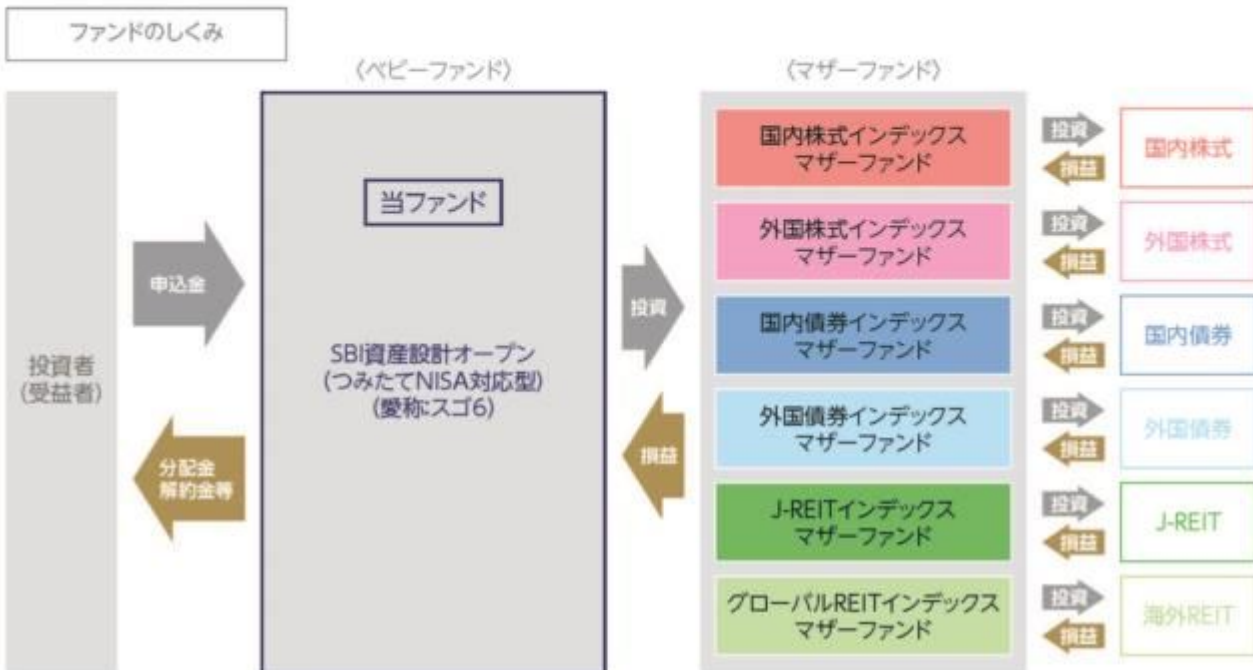 ファンドのしくみ
〈ベビーファンド〉
〈マザーファンド〉
投資者
(受益者)
申込金
分配金
解約金等
当ファンド
SBI資産設計オープン
(つみたてNISA対応型)
(愛称:スゴ6)
投資
損益
国内株式インデックス
マザーファンド
投資
損益
国内株式
外国株式インデックス
マザーファンド
投資
損益
外国株式
国内債券インデックス
マザーファンド
投資
損益
国内債券
外国債券インデックス
マザーファンド
投資
損益
外国債券
J-REITインデックス
マザーファンド
投資
損益
J-REIT
グローバルREITインデックス
マザーファンド
投資
損益
海外REIT